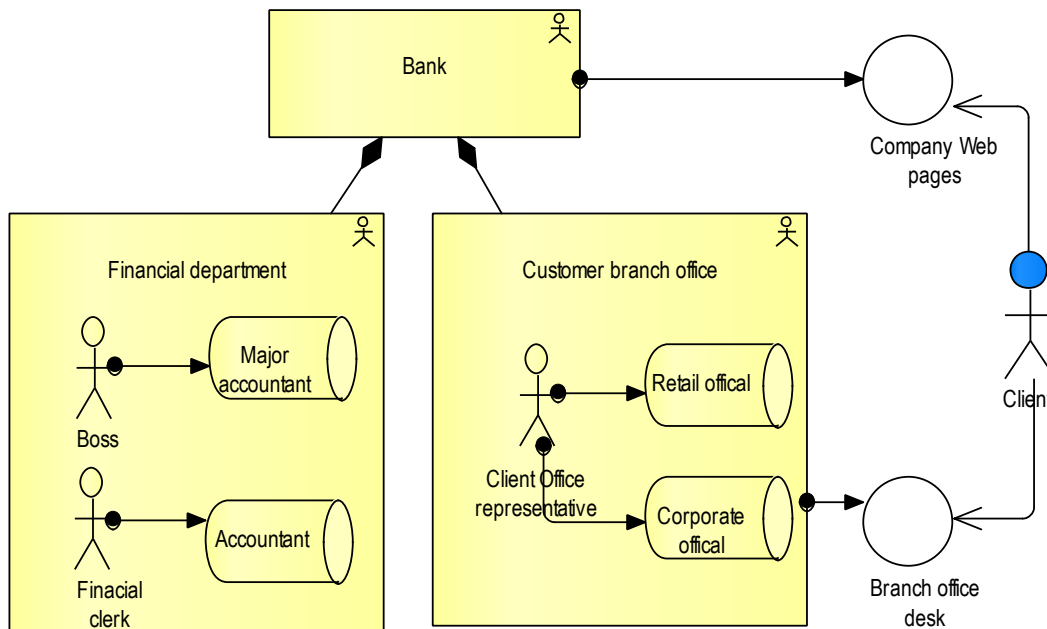 Bank
Company Web
pages
Financial department
Customer branch office
Major
accountant
Boss
Retail offical
Client
Client Office
representative
Corporate
offical
Accountant
Finacial
clerk
Branch office
desk